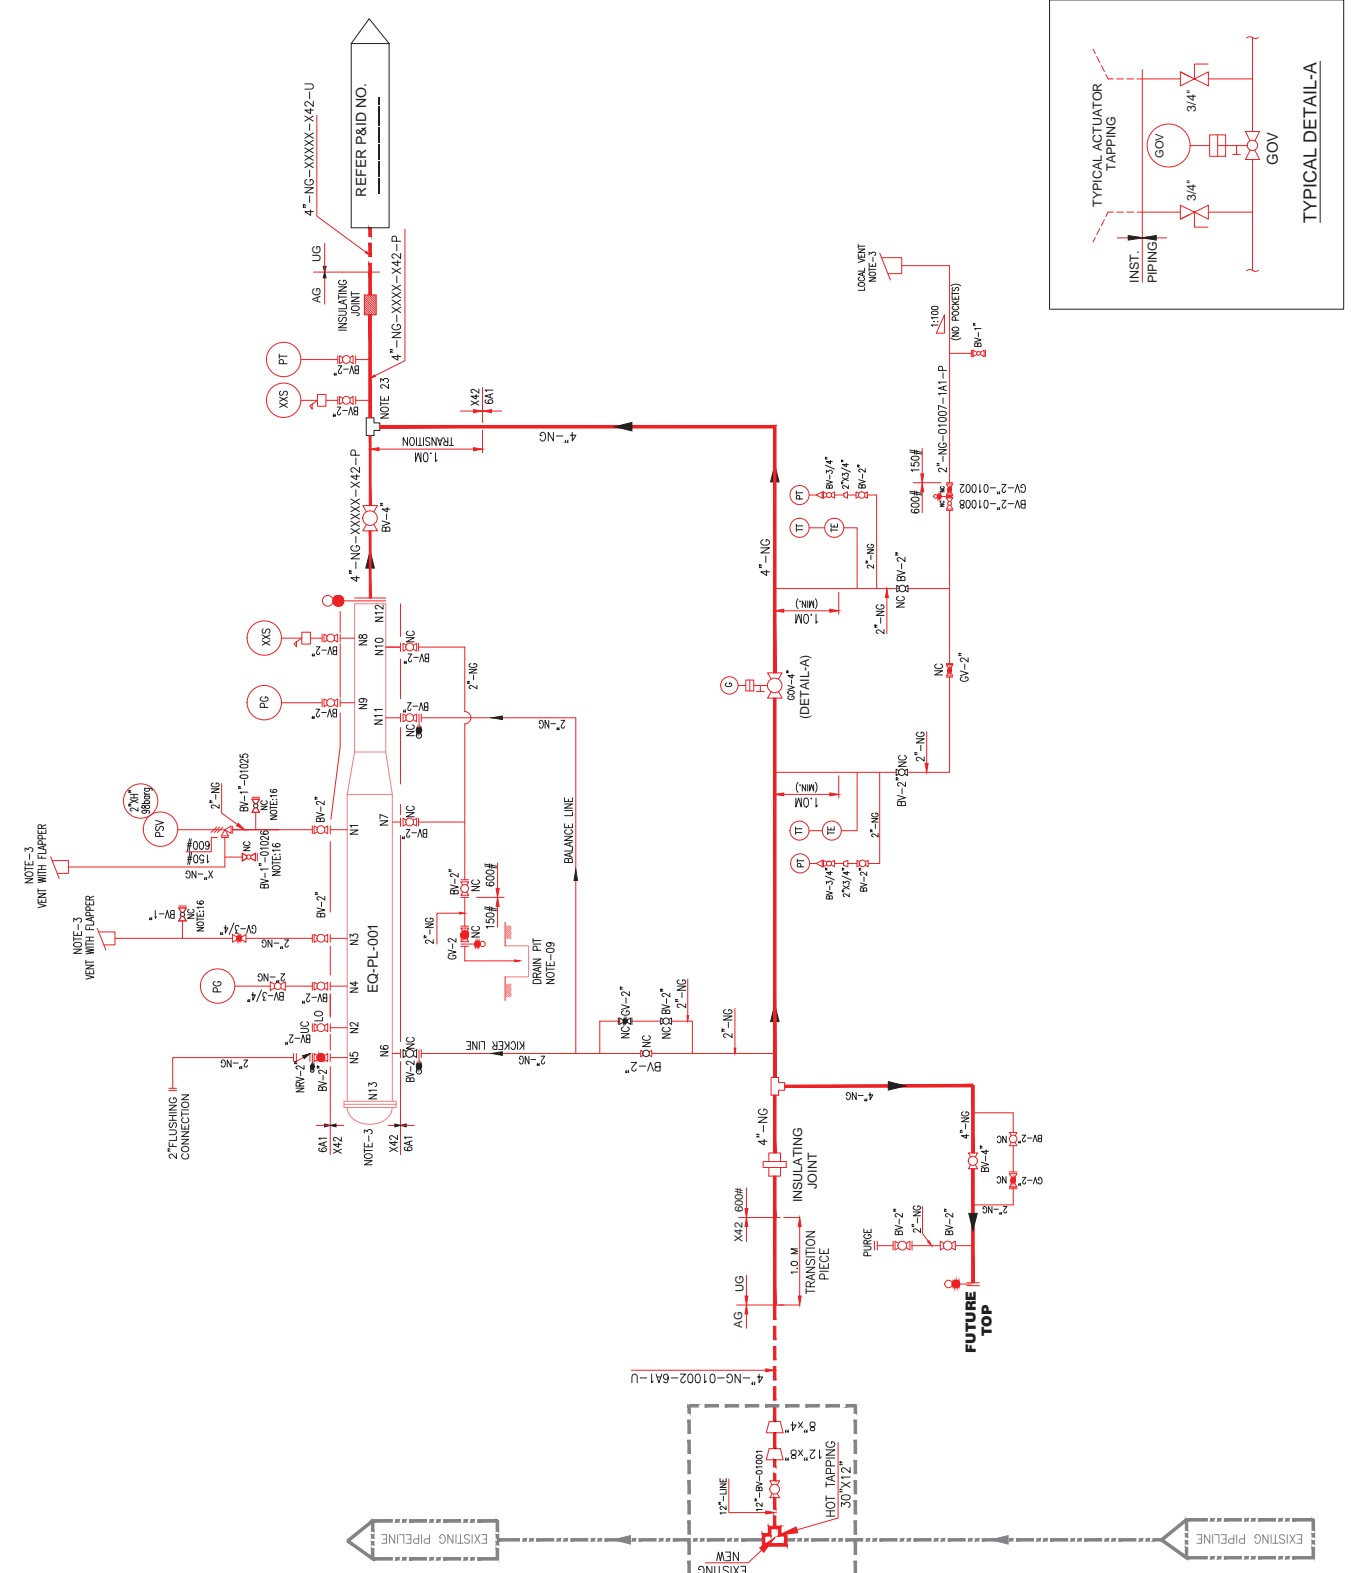 REFER P&ID NO.
4"-NG-XXXXX-X42-U
UG
AG
INSULATING
JOINT
4"-NG-XXXX-X42-P
PT
BV-2"
XXS
BV-2"
NOTE 23
X42
6A1
TRANSITION
1.0M
4"-NG
4"-NG-XXXXX-X42-P
BV-4"
TYPICAL ACTUATOR
TAPPING
3/4"
GOV
3/4"
GOV
INST.
PIPING
TYPICAL DETAIL-A
LOCAL VENT
NOTE-3
1:100
(NO POCKETS)
BV-1"
2"-NG-01007-1A1-P
150#
600#
NC
NC
GV-2"-01002
BV-2"-01008
PT
BV-3/4"
2"X3/4"
BV-2"
TT
TE
2"-NG
4"-NG
1.0M
(MIN.)
NC
BV-2"
2"-NG
G
GOV-4"
(DETAIL-A)
NC
GV-2"
1.0M
(MIN.)
BV-2"
NC
2"-NG
TT
TE
2"-NG
PT
BV-3/4"
2"X3/4"
BV-2"
N12
XXS
BV-2"
N8
N10
NC
BV-2"
2"-NG
PG
BV-2"
N9
N11
BV-2"
NC
2"-NG
2"XH"
98barg
PSV
2"-NG
BV-1"-01025
NC
NOTE:16
600#
150#
X"-NG
NC
BV-1"-01026
NOTE:16
BV-2"
N1
N7
NC
BV-2"
NOTE-3
VENT WITH FLAPPER
NOTE-3
VENT WITH FLAPPER
BV-1"
NC
NOTE:16
GV-3/4"
2"-NG
BV-2"
N3
EQ-PL-001
PG
2"-NG
BV-3/4"
BV-2"
N4
LO
UC
BV-2"
N2
2"-NG
NRV-2"
BV-2"
N5
N6
NC
BV-2
N13
2"FLUSHING
CONNECTION
6A1
X42
NOTE-3
X42
6A1
BV-2"
NC
600#
150#
2"-NG
GV-2
NC
DRAIN PIT
NOTE-09
BALANCE LINE
KICKER LINE
2"-NG
NC
GV-2"
NC
BV-2"
2"-NG
NC
BV-2"
2"-NG
4"-NG
4"-NG
INSULATING
JOINT
600#
X42
1.0 M
TRANSITION
PIECE
UG
AG
4"-NG
BV-4"
NC
BV-2"
NC
GV-2"
2"-NG
PURGE
BV-2"
2"-NG
BV-2"
FUTURE
TOP
4"-NG-01002-6A1-U
8"x4"
12"x8"
12"-BV-01001
12"-LINE
HOT TAPPING
30"X12"
NEW
EXISTING
EXISTING PIPELINE
EXISTING PIPELINE